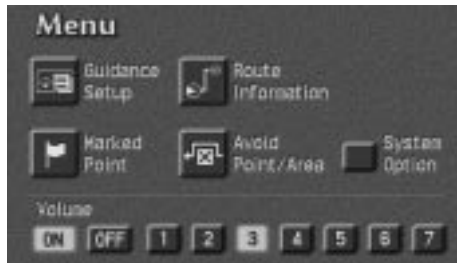 Menu
Guidance Setup
Route Information
Marked Point
Avoid Point/Area
System Option
Volume
ON OFF 1 2 3 4 5 6 7